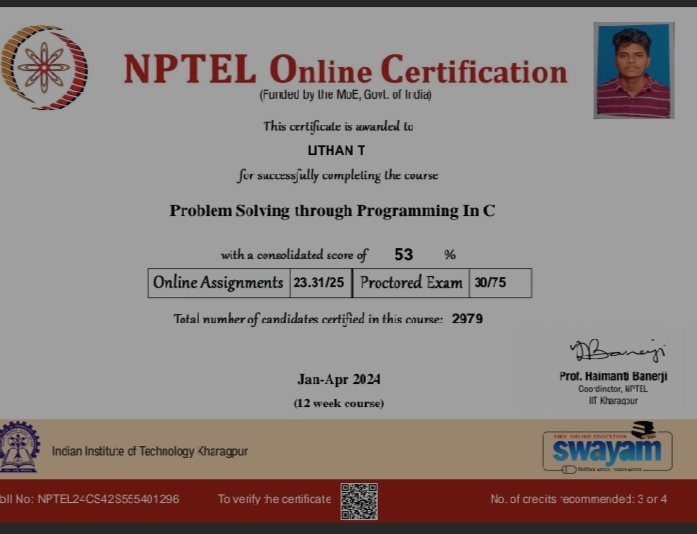 NPTEL Online Certification
(Funded by the MoE, Govt. of India)
This certificate is awarded to
LITHAN T
for successfully completing the course
Problem Solving through Programming In C
with a consolidated score of 53 %
Online Assignments 23.31/25 Proctored Exam 30/75
Total number of candidates certified in this course: 2979
Jan-Apr 2024
(12 week course)
Prof. Haimanti Banerji
Coordinator, NPTEL
IIT Kharagpur
Indian Institute of Technology Kharagpur
FREE ONLINE EDUCATION
swayam
No: NPTEL24CS42S555401296 To verify the certificate No. of credits recommended: 3 or 4